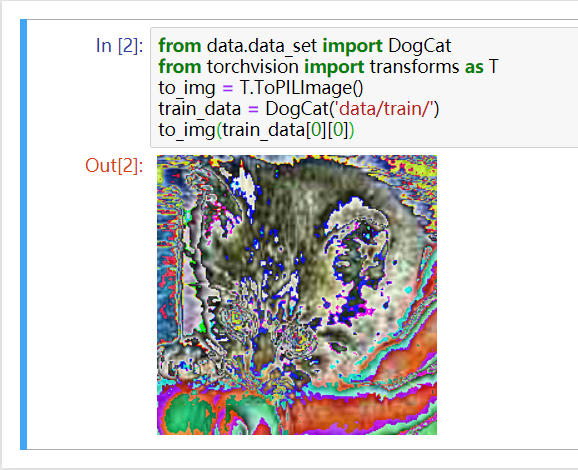 In [2]: from data.data_set import DogCat
from torchvision import transforms as T
to_img = T.ToPILImage()
train_data = DogCat('data/train/')
to_img(train_data[0][0])
Out[2]: